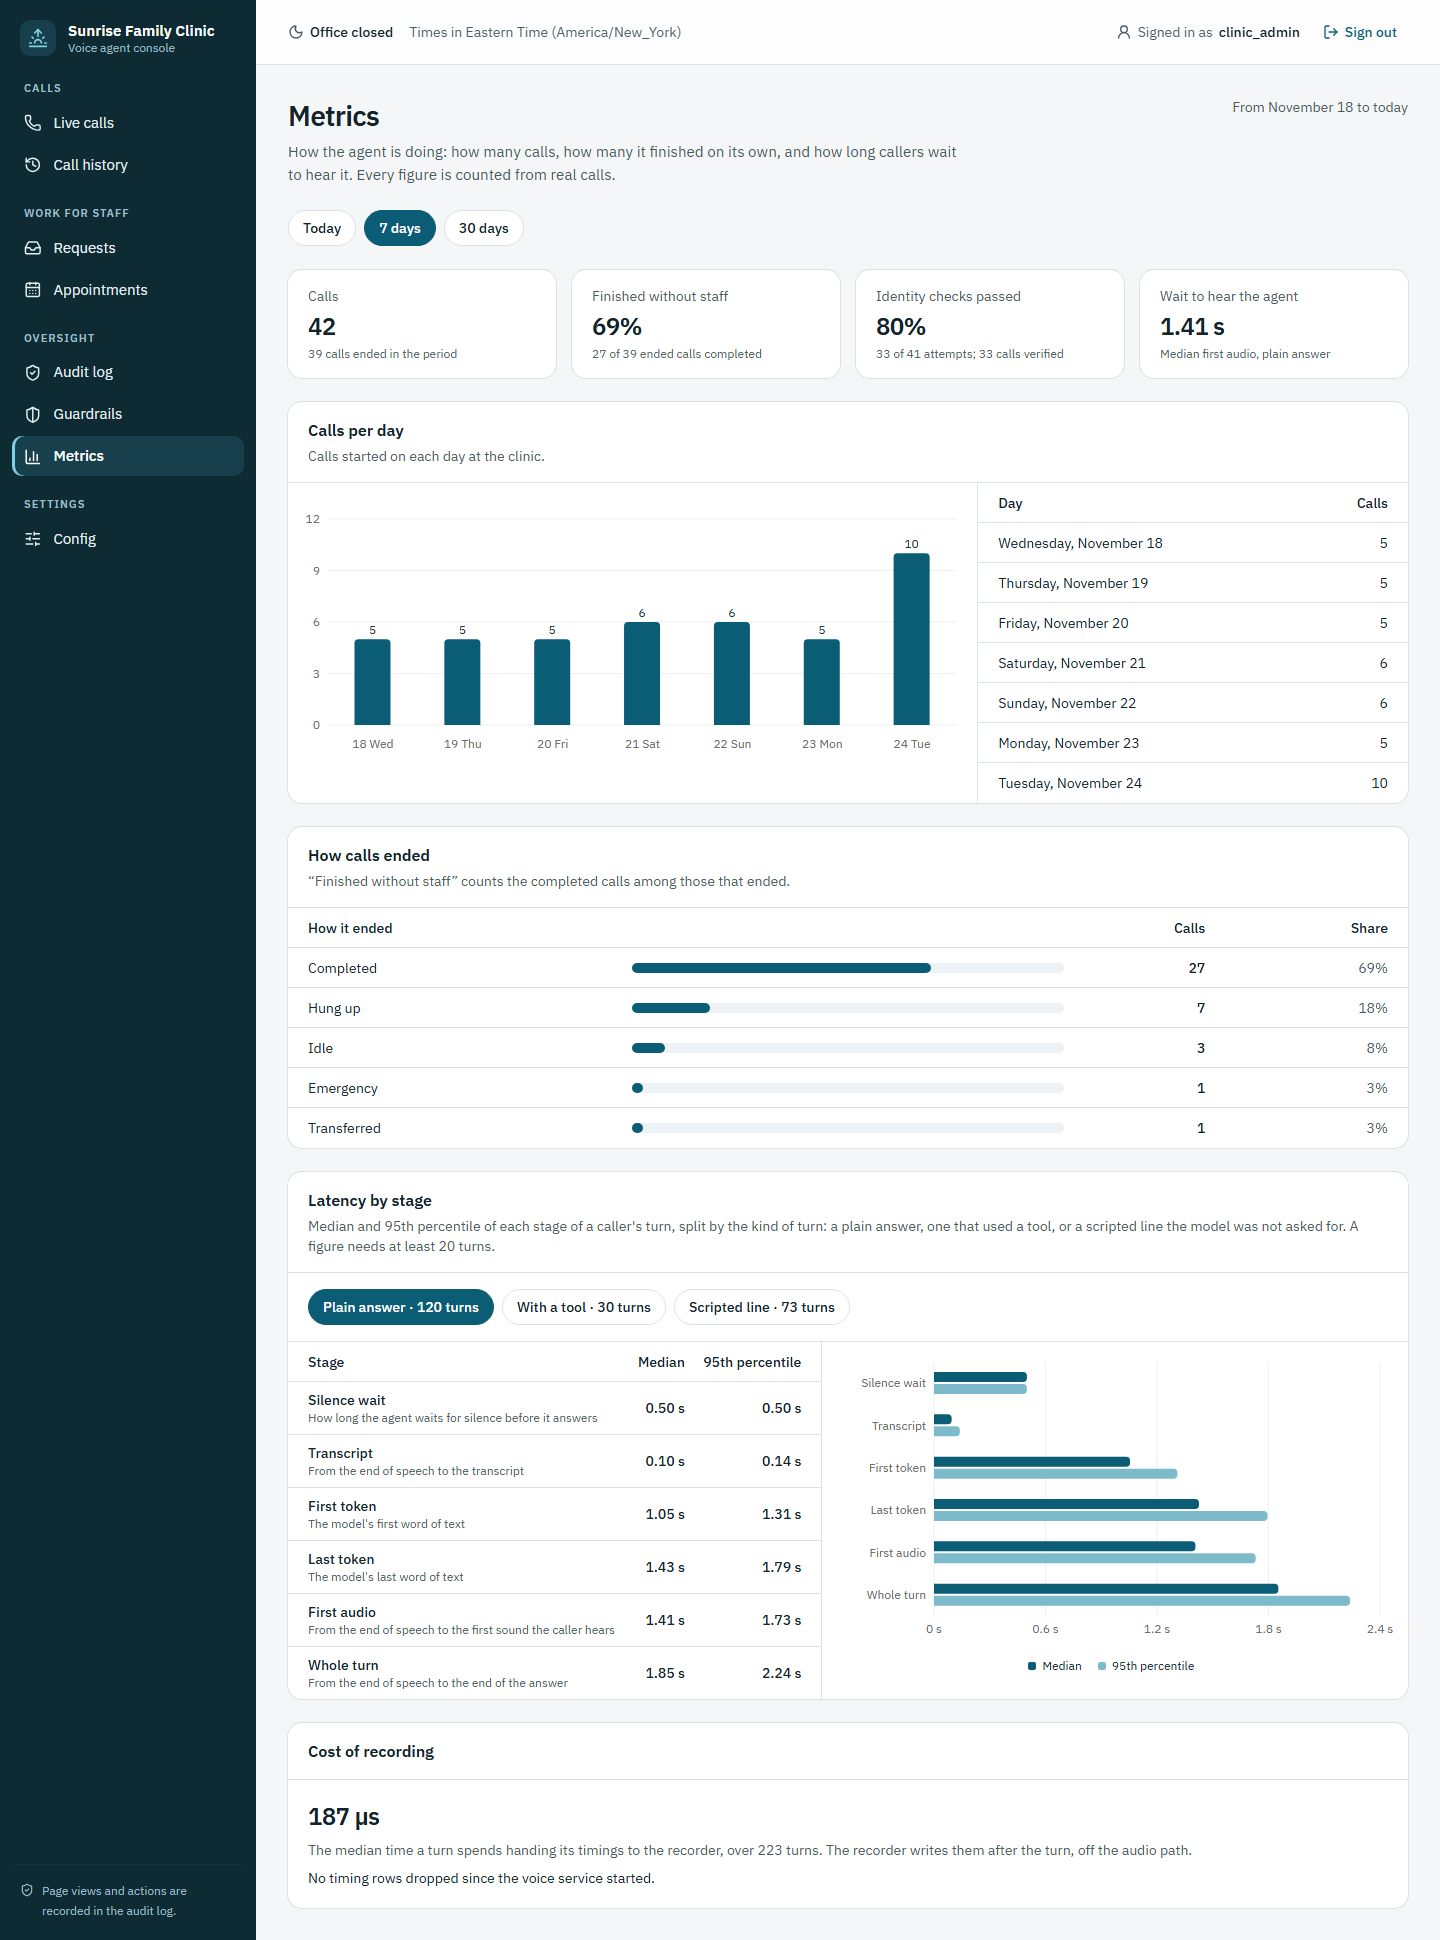 Sunrise Family Clinic
Voice agent console
CALLS
Live calls
Call history
WORK FOR STAFF
Requests
Appointments
OVERSIGHT
Audit log
Guardrails
Metrics
SETTINGS
Config
Page views and actions are
recorded in the audit log.
Office closed Times in Eastern Time (America/New_York)
Signed in as clinic_admin Sign out
Metrics
From November 18 to today
How the agent is doing: how many calls, how many it finished on its own, and how long callers wait
to hear it. Every figure is counted from real calls.
Today 7 days 30 days
Calls
42
39 calls ended in the period
Finished without staff
69%
27 of 39 ended calls completed
Identity checks passed
80%
33 of 41 attempts; 33 calls verified
Wait to hear the agent
1.41 s
Median first audio, plain answer
Calls per day
Calls started on each day at the clinic.
12
9
6
3
0
5 5 5 6 6 5 10
18 Wed 19 Thu 20 Fri 21 Sat 22 Sun 23 Mon 24 Tue
Day Calls
Wednesday, November 18 5
Thursday, November 19 5
Friday, November 20 5
Saturday, November 21 6
Sunday, November 22 6
Monday, November 23 5
Tuesday, November 24 10
How calls ended
“Finished without staff” counts the completed calls among those that ended.
How it ended Calls Share
Completed 27 69%
Hung up 7 18%
Idle 3 8%
Emergency 1 3%
Transferred 1 3%
Latency by stage
Median and 95th percentile of each stage of a caller's turn, split by the kind of turn: a plain answer, one that used a tool, or a scripted line the model was not asked for. A
figure needs at least 20 turns.
Plain answer · 120 turns With a tool · 30 turns Scripted line · 73 turns
Stage Median 95th percentile
Silence wait 0.50 s 0.50 s
How long the agent waits for silence before it answers
Transcript 0.10 s 0.14 s
From the end of speech to the transcript
First token 1.05 s 1.31 s
The model's first word of text
Last token 1.43 s 1.79 s
The model's last word of text
First audio 1.41 s 1.73 s
From the end of speech to the first sound the caller hears
Whole turn 1.85 s 2.24 s
From the end of speech to the end of the answer
Silence wait
Transcript
First token
Last token
First audio
Whole turn
0 s 0.6 s 1.2 s 1.8 s 2.4 s
Median 95th percentile
Cost of recording
187 µs
The median time a turn spends handing its timings to the recorder, over 223 turns. The recorder writes them after the turn, off the audio path.
No timing rows dropped since the voice service started.